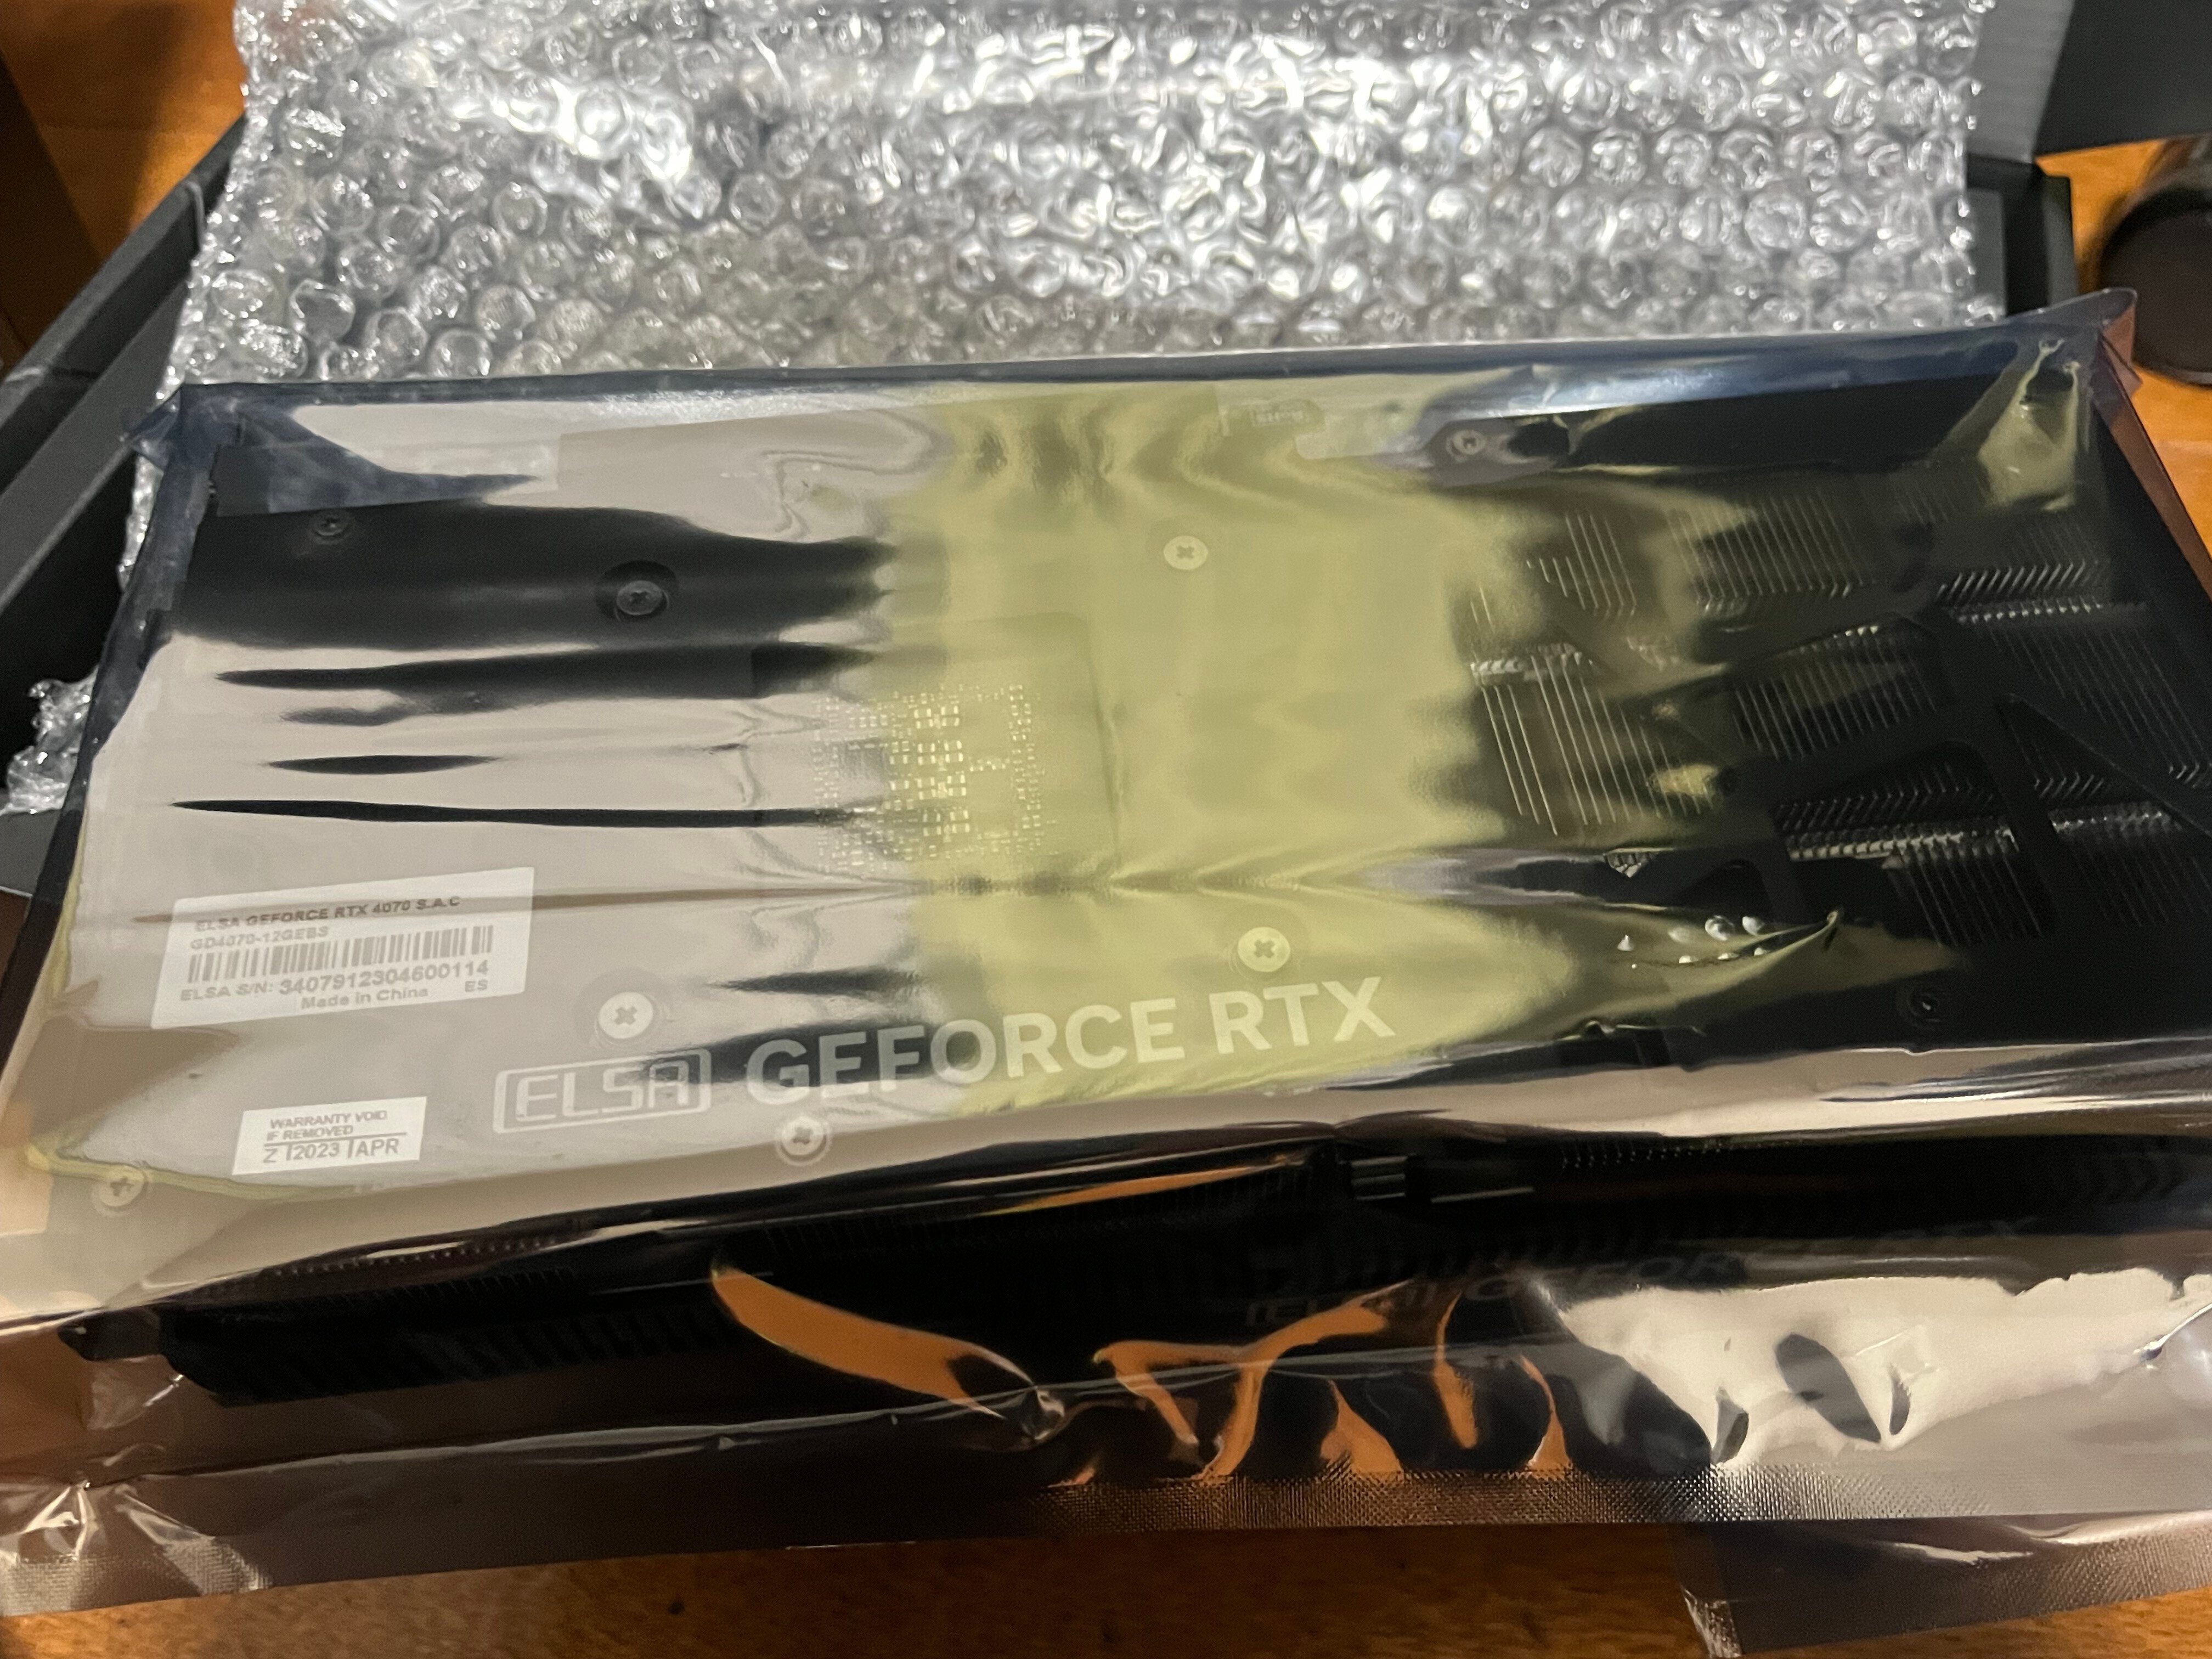 ELSA GEFORCE RTX 4070 S.A.C
GD4070-12GEBS
ELSA S/N: 3407912304600114
Made in China ES
ELSA GEFORCE RTX
WARRANTY VOID
IF REMOVED
Z 2023 APR